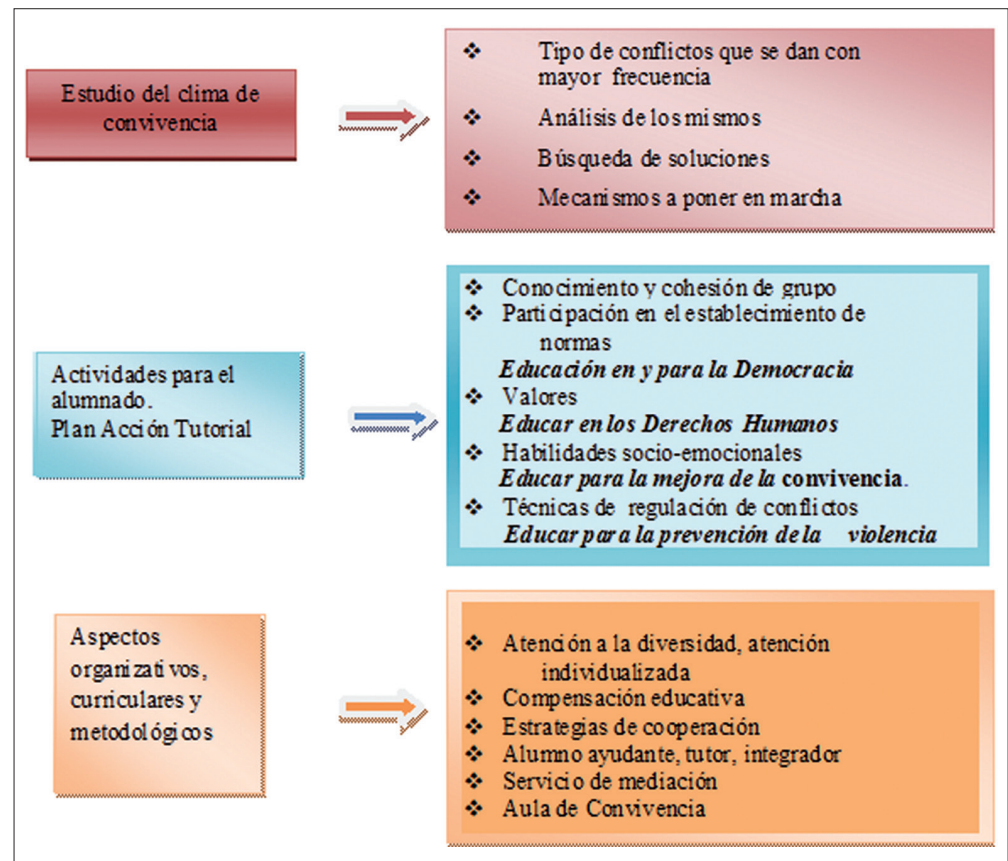 Estudio del clima de
convivencia
❖ Tipo de conflictos que se dan con
mayor frecuencia
❖ Análisis de los mismos
❖ Búsqueda de soluciones
❖ Mecanismos a poner en marcha
Actividades para el
alumnado.
Plan Acción Tutorial
❖ Conocimiento y cohesión de grupo
❖ Participación en el establecimiento de
normas
Educación en y para la Democracia
❖ Valores
Educar en los Derechos Humanos
❖ Habilidades socio-emocionales
Educar para la mejora de la convivencia.
❖ Técnicas de regulación de conflictos
Educar para la prevención de la violencia
Aspectos
organizativos,
curriculares y
metodológicos
❖ Atención a la diversidad, atención
individualizada
❖ Compensación educativa
❖ Estrategias de cooperación
❖ Alumno ayudante, tutor, integrador
❖ Servicio de mediación
❖ Aula de Convivencia